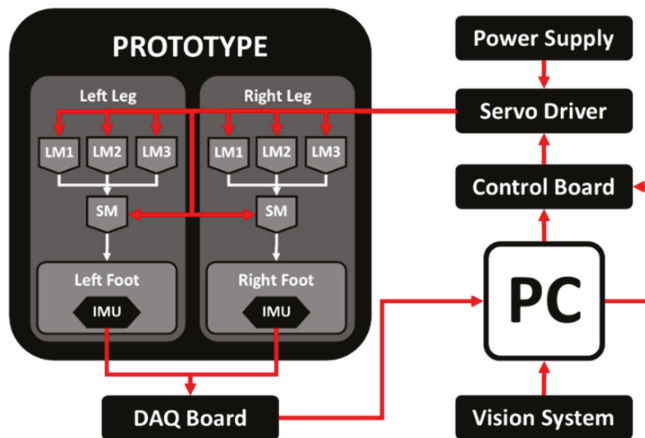 PROTOTYPE
Left Leg
Right Leg
LM1 LM2 LM3
LM1 LM2 LM3
SM
SM
Left Foot
Right Foot
IMU
IMU
DAQ Board
Power Supply
Servo Driver
Control Board
PC
Vision System